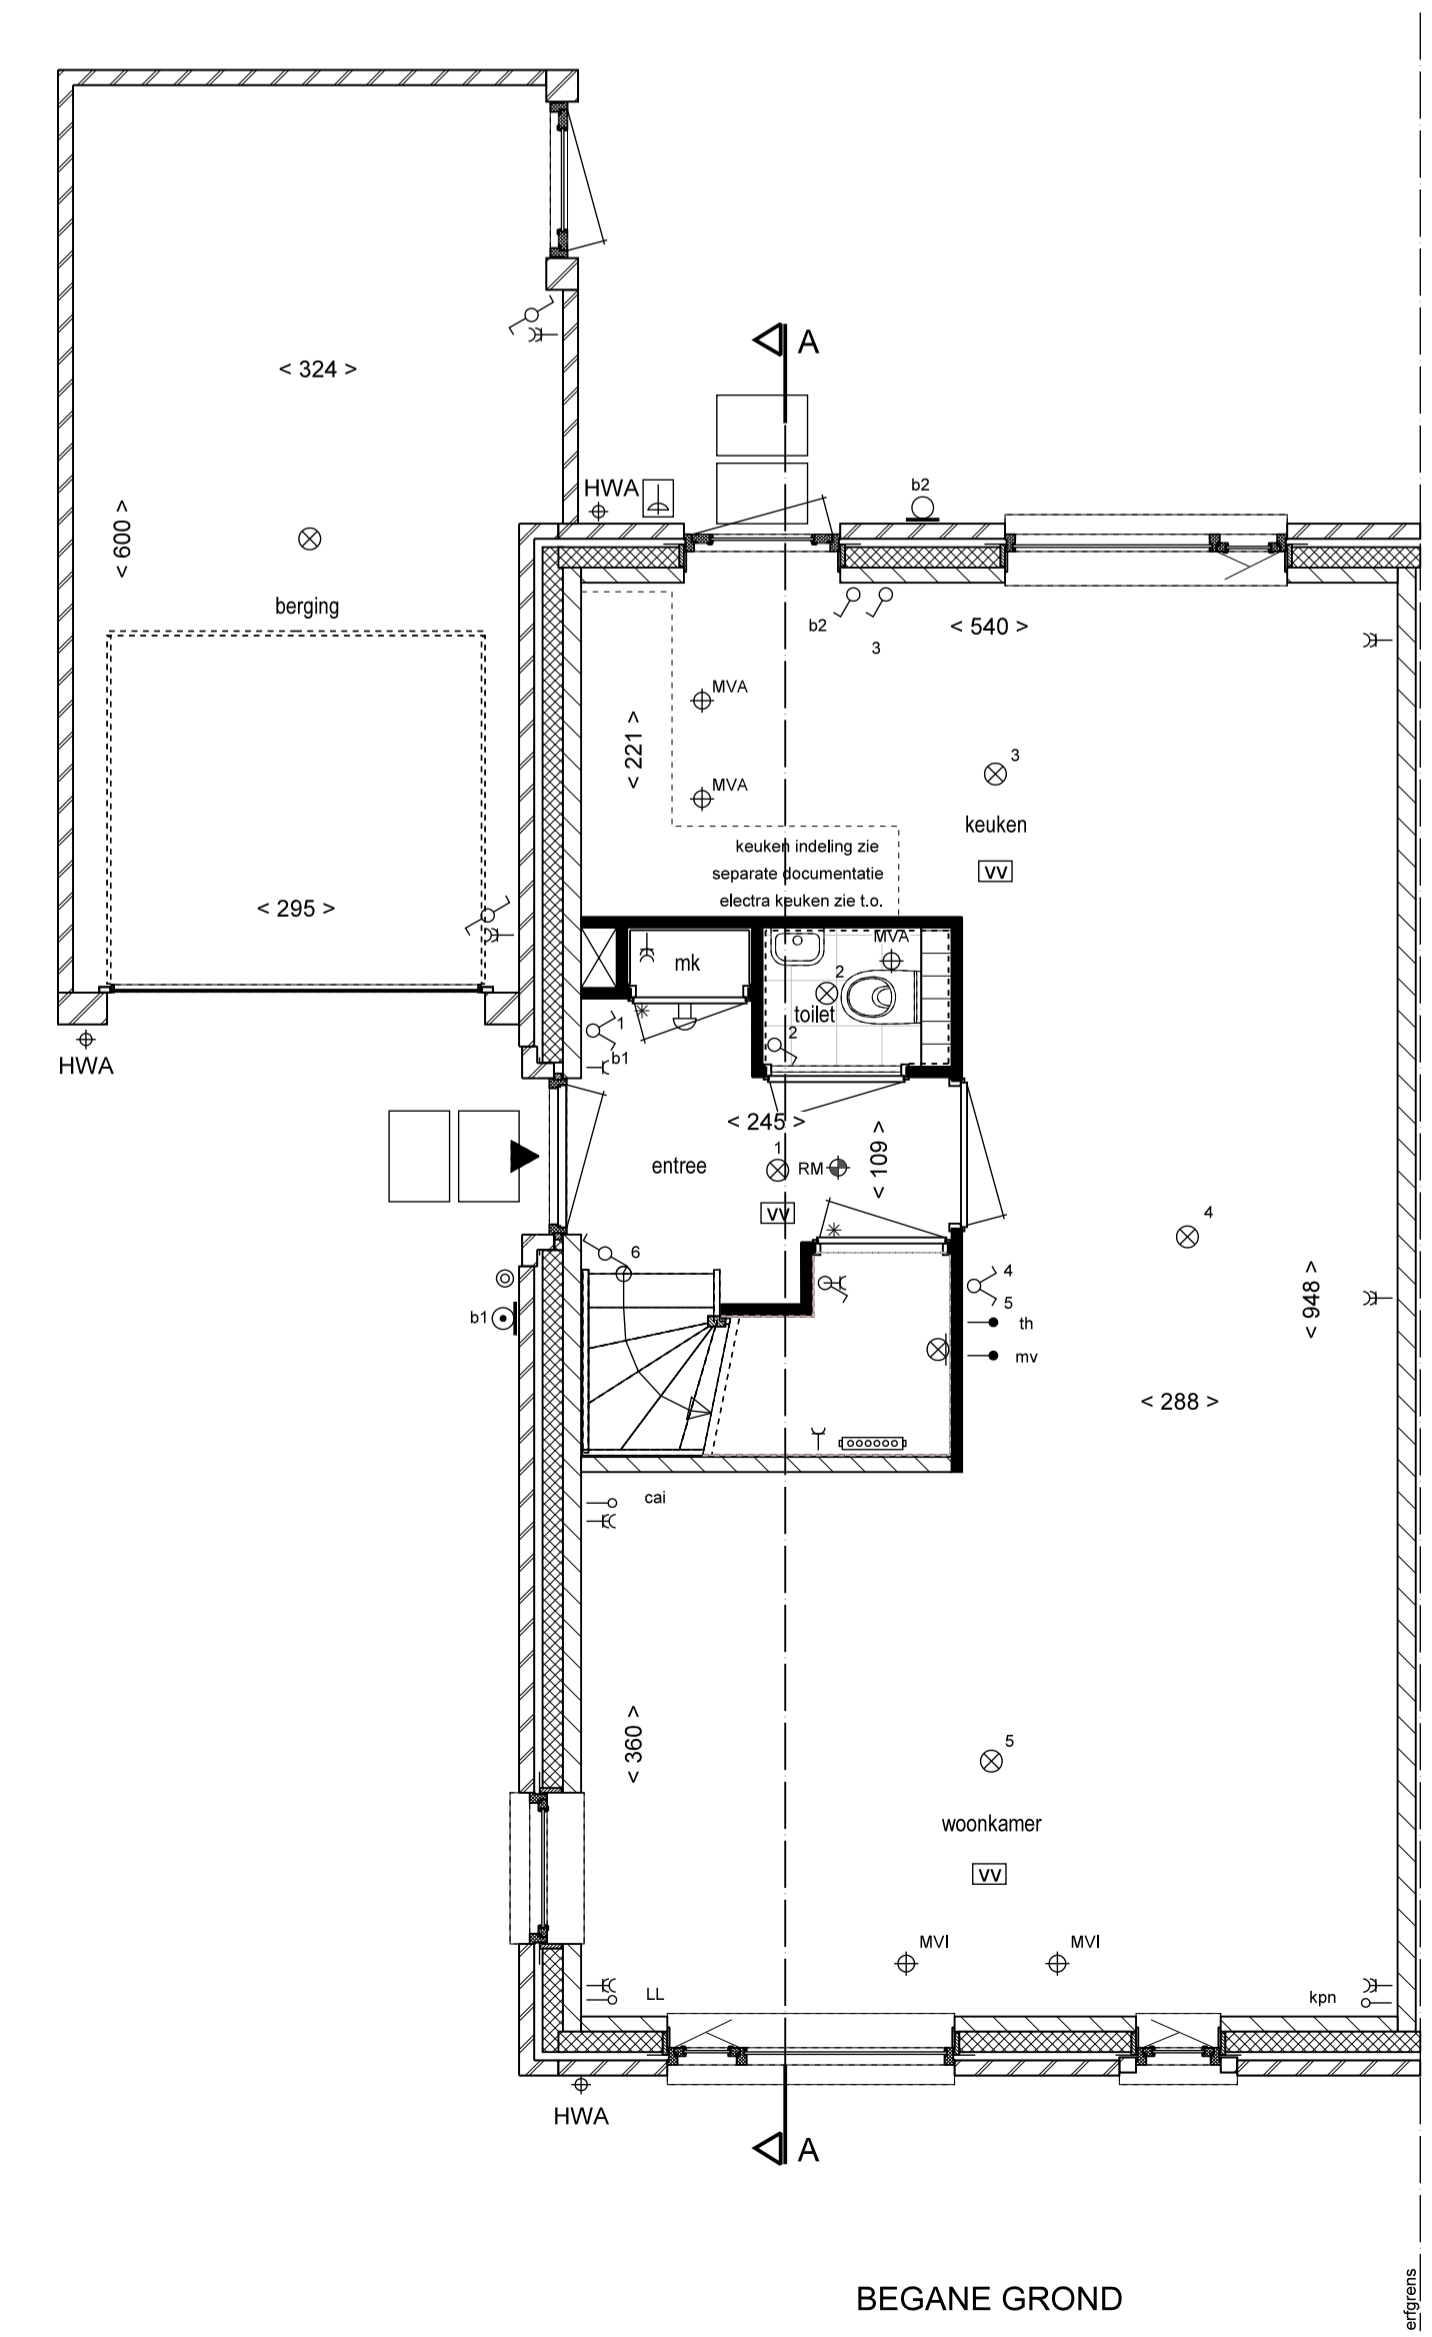 A
< 324 >
HWA
b2
< 600 >
berging
b2
3
< 540 >
MVA
< 221 >
MVA
3
keuken
VV
keuken indeling zie
separate documentatie
electra keuken zie t.o.
< 295 >
MVA
mk
2
toilet
1
2
b1
HWA
< 245 >
1
< 109 >
entree
RM
VV
4
6
4
5
b1
th
mv
< 948 >
< 288 >
cai
< 360 >
5
woonkamer
VV
MVI
MVI
LL
kpn
HWA
A
BEGANE GROND
erfgrens